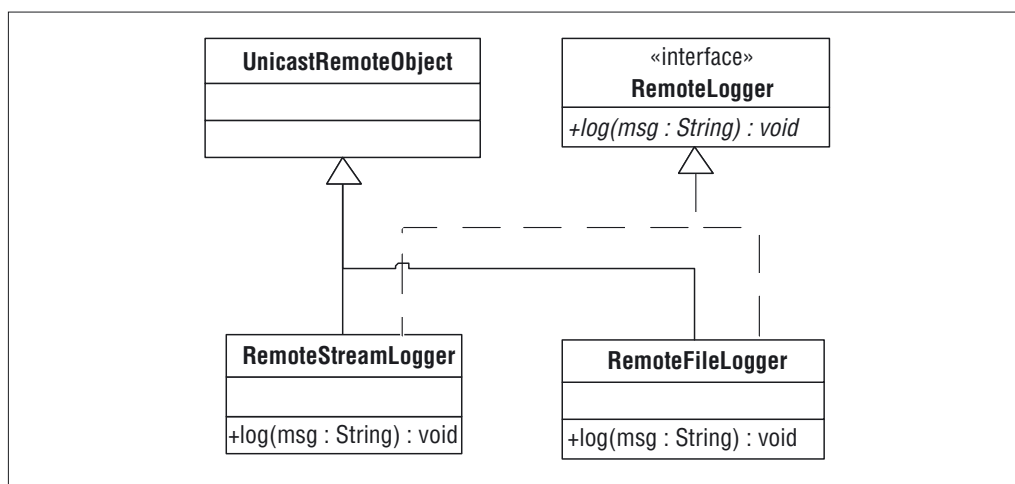 UnicastRemoteObject
«interface»
RemoteLogger
+log(msg : String) : void
RemoteStreamLogger
+log(msg : String) : void
RemoteFileLogger
+log(msg : String) : void